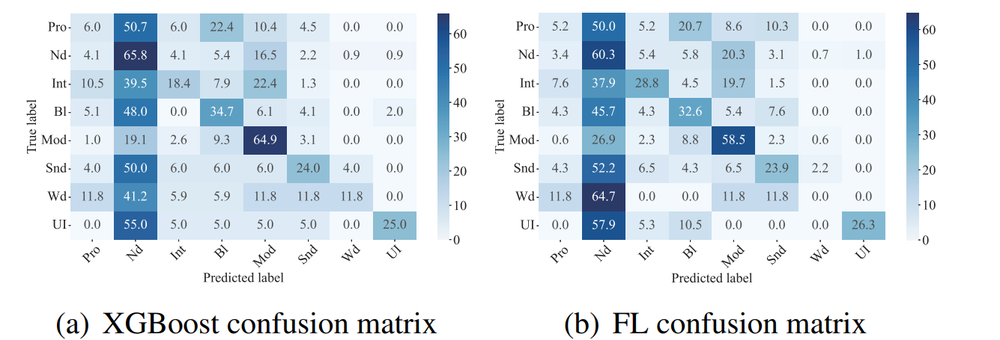 Pro 6.0 50.7 6.0 22.4 10.4 4.5 0.0 0.0
Nd 4.1 65.8 4.1 5.4 16.5 2.2 0.9 0.9
Int 10.5 39.5 18.4 7.9 22.4 1.3 0.0 0.0
Bl 5.1 48.0 0.0 34.7 6.1 4.1 0.0 2.0
Mod 1.0 19.1 2.6 9.3 64.9 3.1 0.0 0.0
Snd 4.0 50.0 6.0 6.0 6.0 24.0 4.0 0.0
Wd 11.8 41.2 5.9 5.9 11.8 11.8 11.8 0.0
UI 0.0 55.0 5.0 5.0 5.0 5.0 0.0 25.0
Pro Nd Int Bl Mod Snd Wd UI
True label
Predicted label
60
50
40
30
20
10
0
(a) XGBoost confusion matrix
Pro 5.2 50.0 5.2 20.7 8.6 10.3 0.0 0.0
Nd 3.4 60.3 5.4 5.8 20.3 3.1 0.7 1.0
Int 7.6 37.9 28.8 4.5 19.7 1.5 0.0 0.0
Bl 4.3 45.7 4.3 32.6 5.4 7.6 0.0 0.0
Mod 0.6 26.9 2.3 8.8 58.5 2.3 0.6 0.0
Snd 4.3 52.2 6.5 4.3 6.5 23.9 2.2 0.0
Wd 11.8 64.7 0.0 0.0 11.8 11.8 0.0 0.0
UI 0.0 57.9 5.3 10.5 0.0 0.0 0.0 26.3
Pro Nd Int Bl Mod Snd Wd UI
True label
Predicted label
60
50
40
30
20
10
0
(b) FL confusion matrix